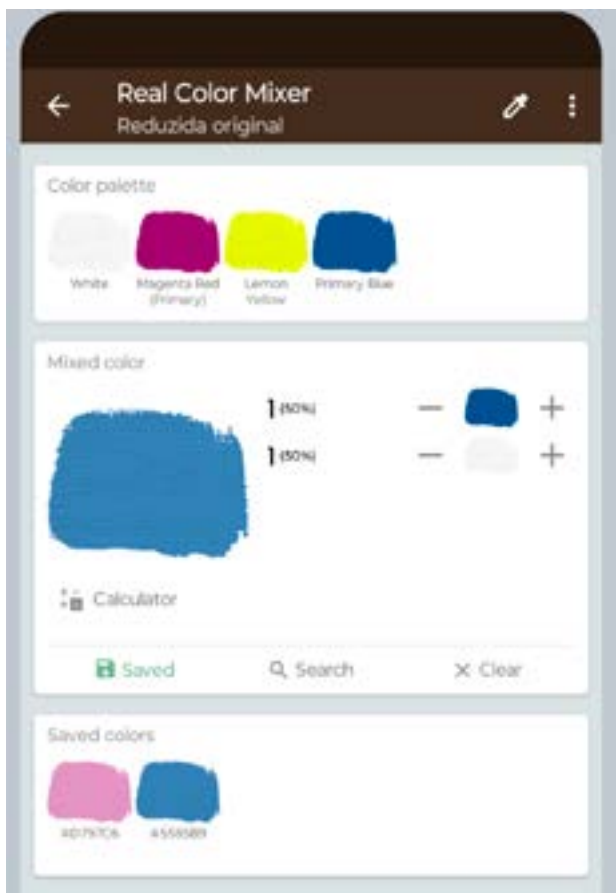 Real Color Mixer
Reduzida original
Color palette
White
Magenta Red
(Primary)
Lemon
Yellow
Primary Blue
Mixed color
1 (50%)
1 (50%)
Calculator
Saved
Search
Clear
Saved colors